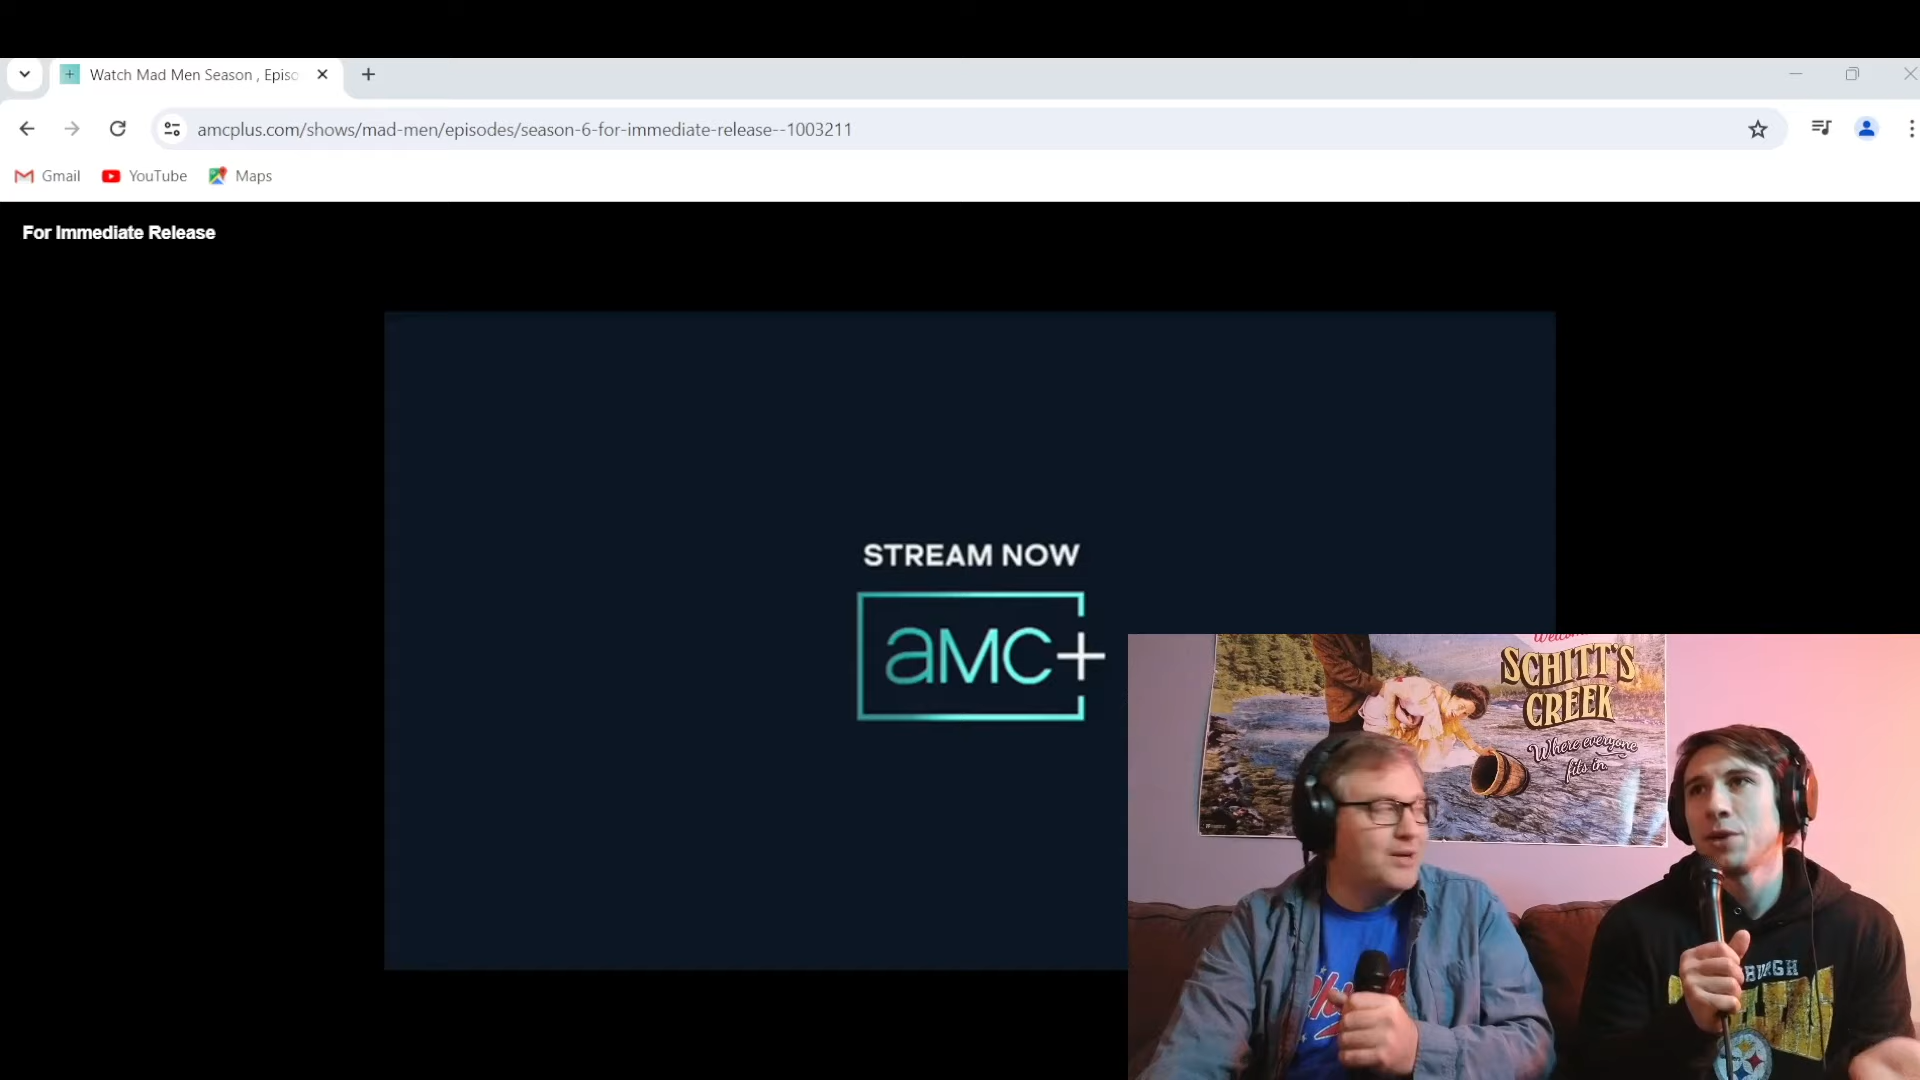 Watch Mad Men Season , Episo
amcplus.com/shows/mad-men/episodes/season-6-for-immediate-release--1003211
Gmail
YouTube
Maps
For Immediate Release
STREAM NOW
aMC+
SCHITT'S
CREEK
Where everyone
fits in.